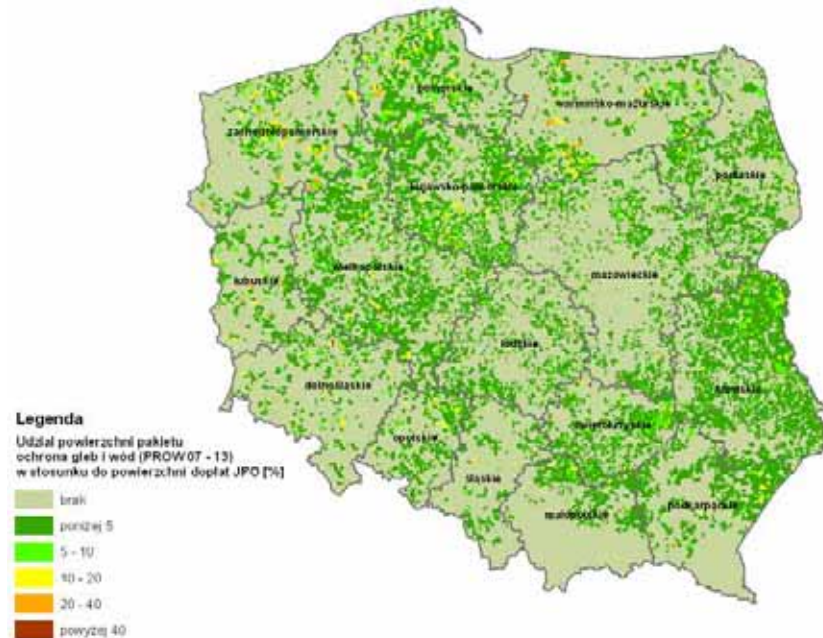 pomorskie
warmińsko-mazurskie
zachodniopomorskie
podlaskie
kujawsko-pomorskie
mazowieckie
wielkopolskie
lubuskie
łódzkie
lubelskie
dolnośląskie
świętokrzyskie
opolskie
śląskie
podkarpackie
małopolskie
Legenda
Udział powierzchni pakietu
ochrona gleb i wód (PROW 07 - 13)
w stosunku do powierzchni dopłat JPO [%]
brak
poniżej 5
5 - 10
10 - 20
20 - 40
powyżej 40